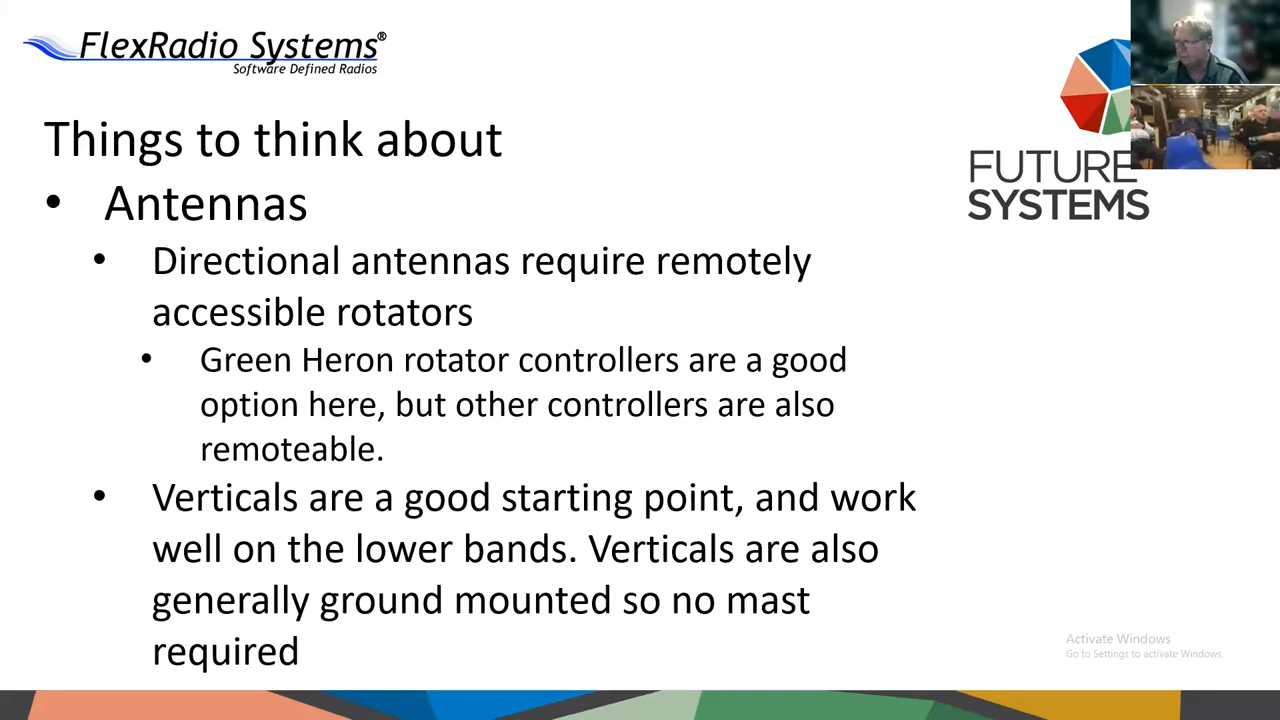 FlexRadio Systems®
Software Defined Radios
Things to think about
• Antennas
• Directional antennas require remotely
accessible rotators
• Green Heron rotator controllers are a good
option here, but other controllers are also
remoteable.
• Verticals are a good starting point, and work
well on the lower bands. Verticals are also
generally ground mounted so no mast
required
FUTURE
SYSTEMS
Activate Windows
Go to Settings to activate Windows.